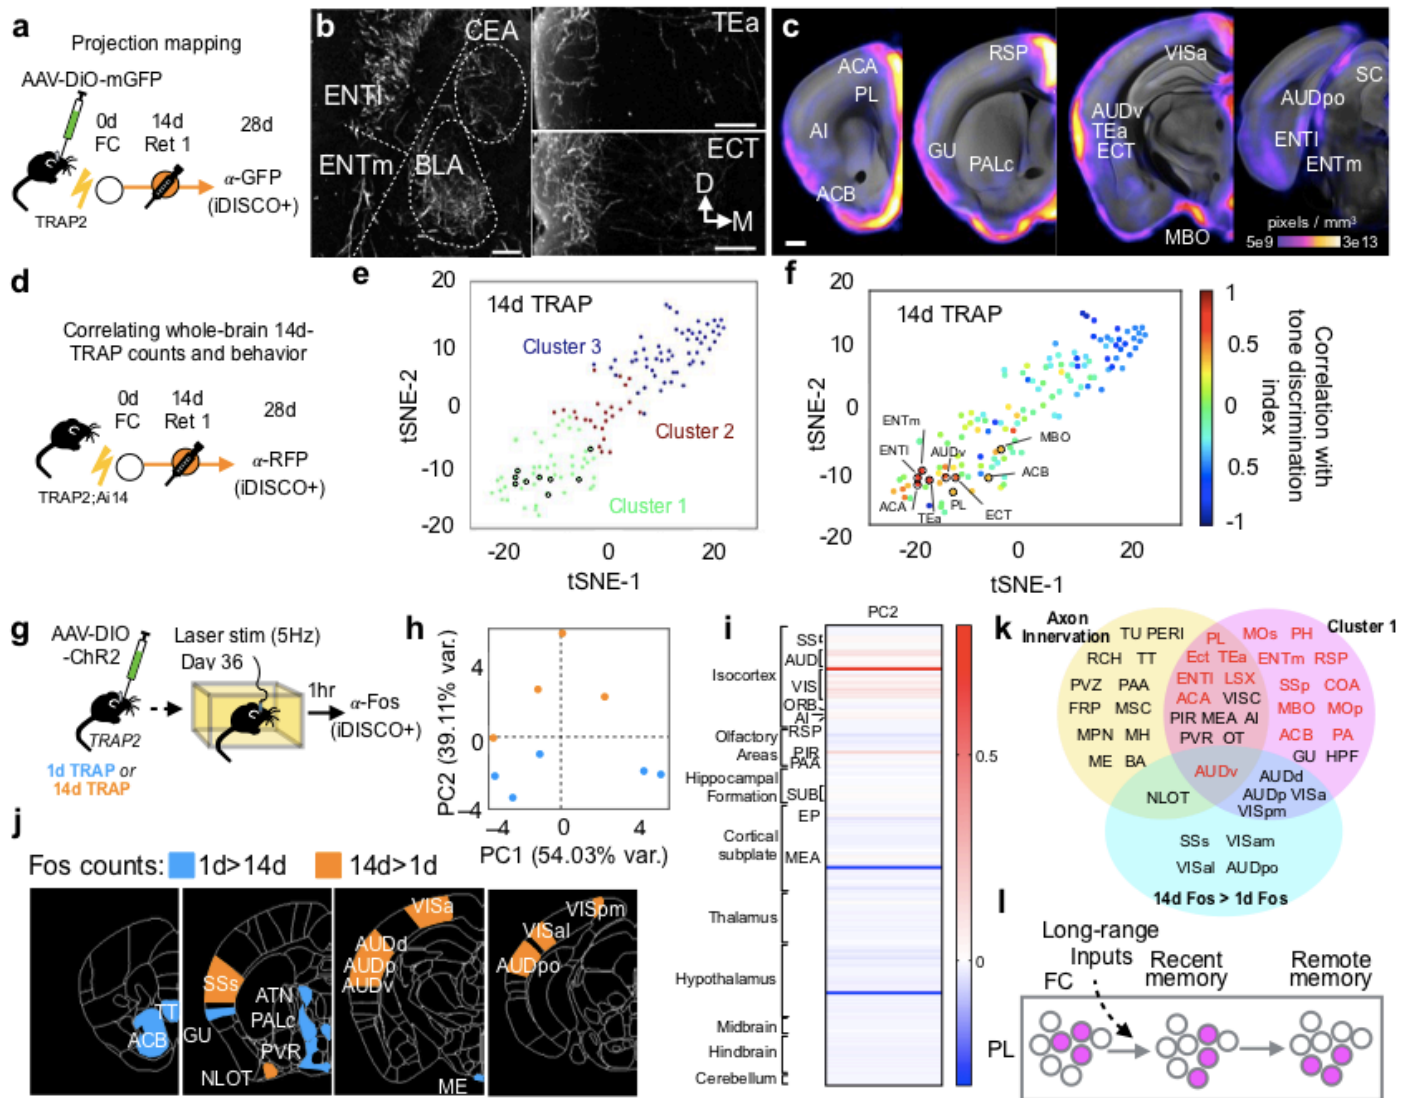 a
Projection mapping
AAV-DiO-mGFP
0d
FC
14d
Ret 1
28d
α-GFP
(iDISCO+)
TRAP2
b
CEA
ENTl
ENTm
BLA
TEa
ECT
D
M
c
ACA
PL
AI
ACB
RSP
GU
PALc
VISa
AUDv
TEa
ECT
MBO
SC
AUDpo
ENTl
ENTm
pixels / mm³
5e9
3e13
d
Correlating whole-brain 14d-
TRAP counts and behavior
0d
FC
14d
Ret 1
28d
α-RFP
(iDISCO+)
TRAP2;Ai14
e
14d TRAP
Cluster 3
Cluster 2
Cluster 1
20
10
0
-10
-20
tSNE-2
-20
0
20
tSNE-1
f
14d TRAP
20
10
0
-10
-20
tSNE-2
ENTm
ENTl
AUDv
MBO
ACB
ACA
TEa
PL
ECT
-20
0
20
tSNE-1
1
0.5
0
0.5
-1
Correlation with
tone discrimination
index
g
AAV-DIO
-ChR2
Laser stim (5Hz)
Day 36
1hr
α-Fos
(iDISCO+)
TRAP2
1d TRAP or
14d TRAP
h
PC2 (39.11% var.)
4
0
−4
−4
0
4
PC1 (54.03% var.)
i
PC2
Isocortex
SS
AUD
VIS
ORB
AI
RSP
Olfactory
Areas
PIR
PAA
Hippocampal
Formation
SUB
EP
Cortical
subplate
MEA
Thalamus
Hypothalamus
Midbrain
Hindbrain
Cerebellum
0.5
0
j
Fos counts:
1d>14d
14d>1d
TT
ACB
SSs
GU
ATN
PALc
PVR
NLOT
VISa
AUDd
AUDp
AUDv
ME
VISpm
VISal
AUDpo
k
Axon
Innervation
Cluster 1
TU PERI
RCH TT
PVZ PAA
FRP MSC
MPN MH
ME BA
PL
Ect TEa
ENTl LSX
ACA VISC
PIR MEA AI
PVR OT
MOs PH
ENTm RSP
SSp COA
MBO MOp
ACB PA
GU HPF
AUDv
NLOT
AUDd
AUDp VISa
VISpm
SSs VISam
VISal AUDpo
14d Fos > 1d Fos
l
Long-range
Inputs
FC
Recent
memory
Remote
memory
PL